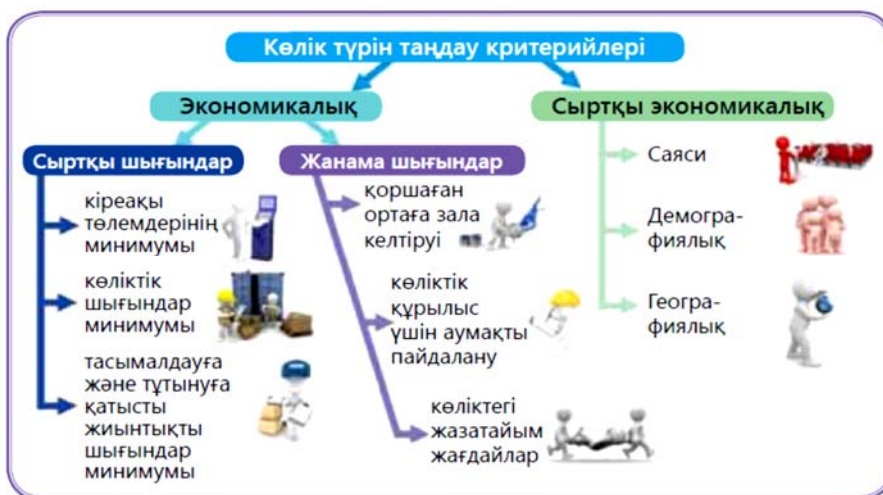 Көлік түрін таңдау критерийлері
Экономикалық
Сыртқы экономикалық
Сыртқы шығындар
Жанама шығындар
кіреақы
төлемдерінің
минимумы
көліктік
шығындар
минимумы
тасымалдауға
және тұтынуға
қатысты
жиынтықты
шығындар
минимумы
қоршаған
ортаға зала
келтіруі
көліктік
құрылыс
үшін аумақты
пайдалану
көліктегі
жазатайым
жағдайлар
Саяси
Демогра-
фиялық
Геогра-
фиялық